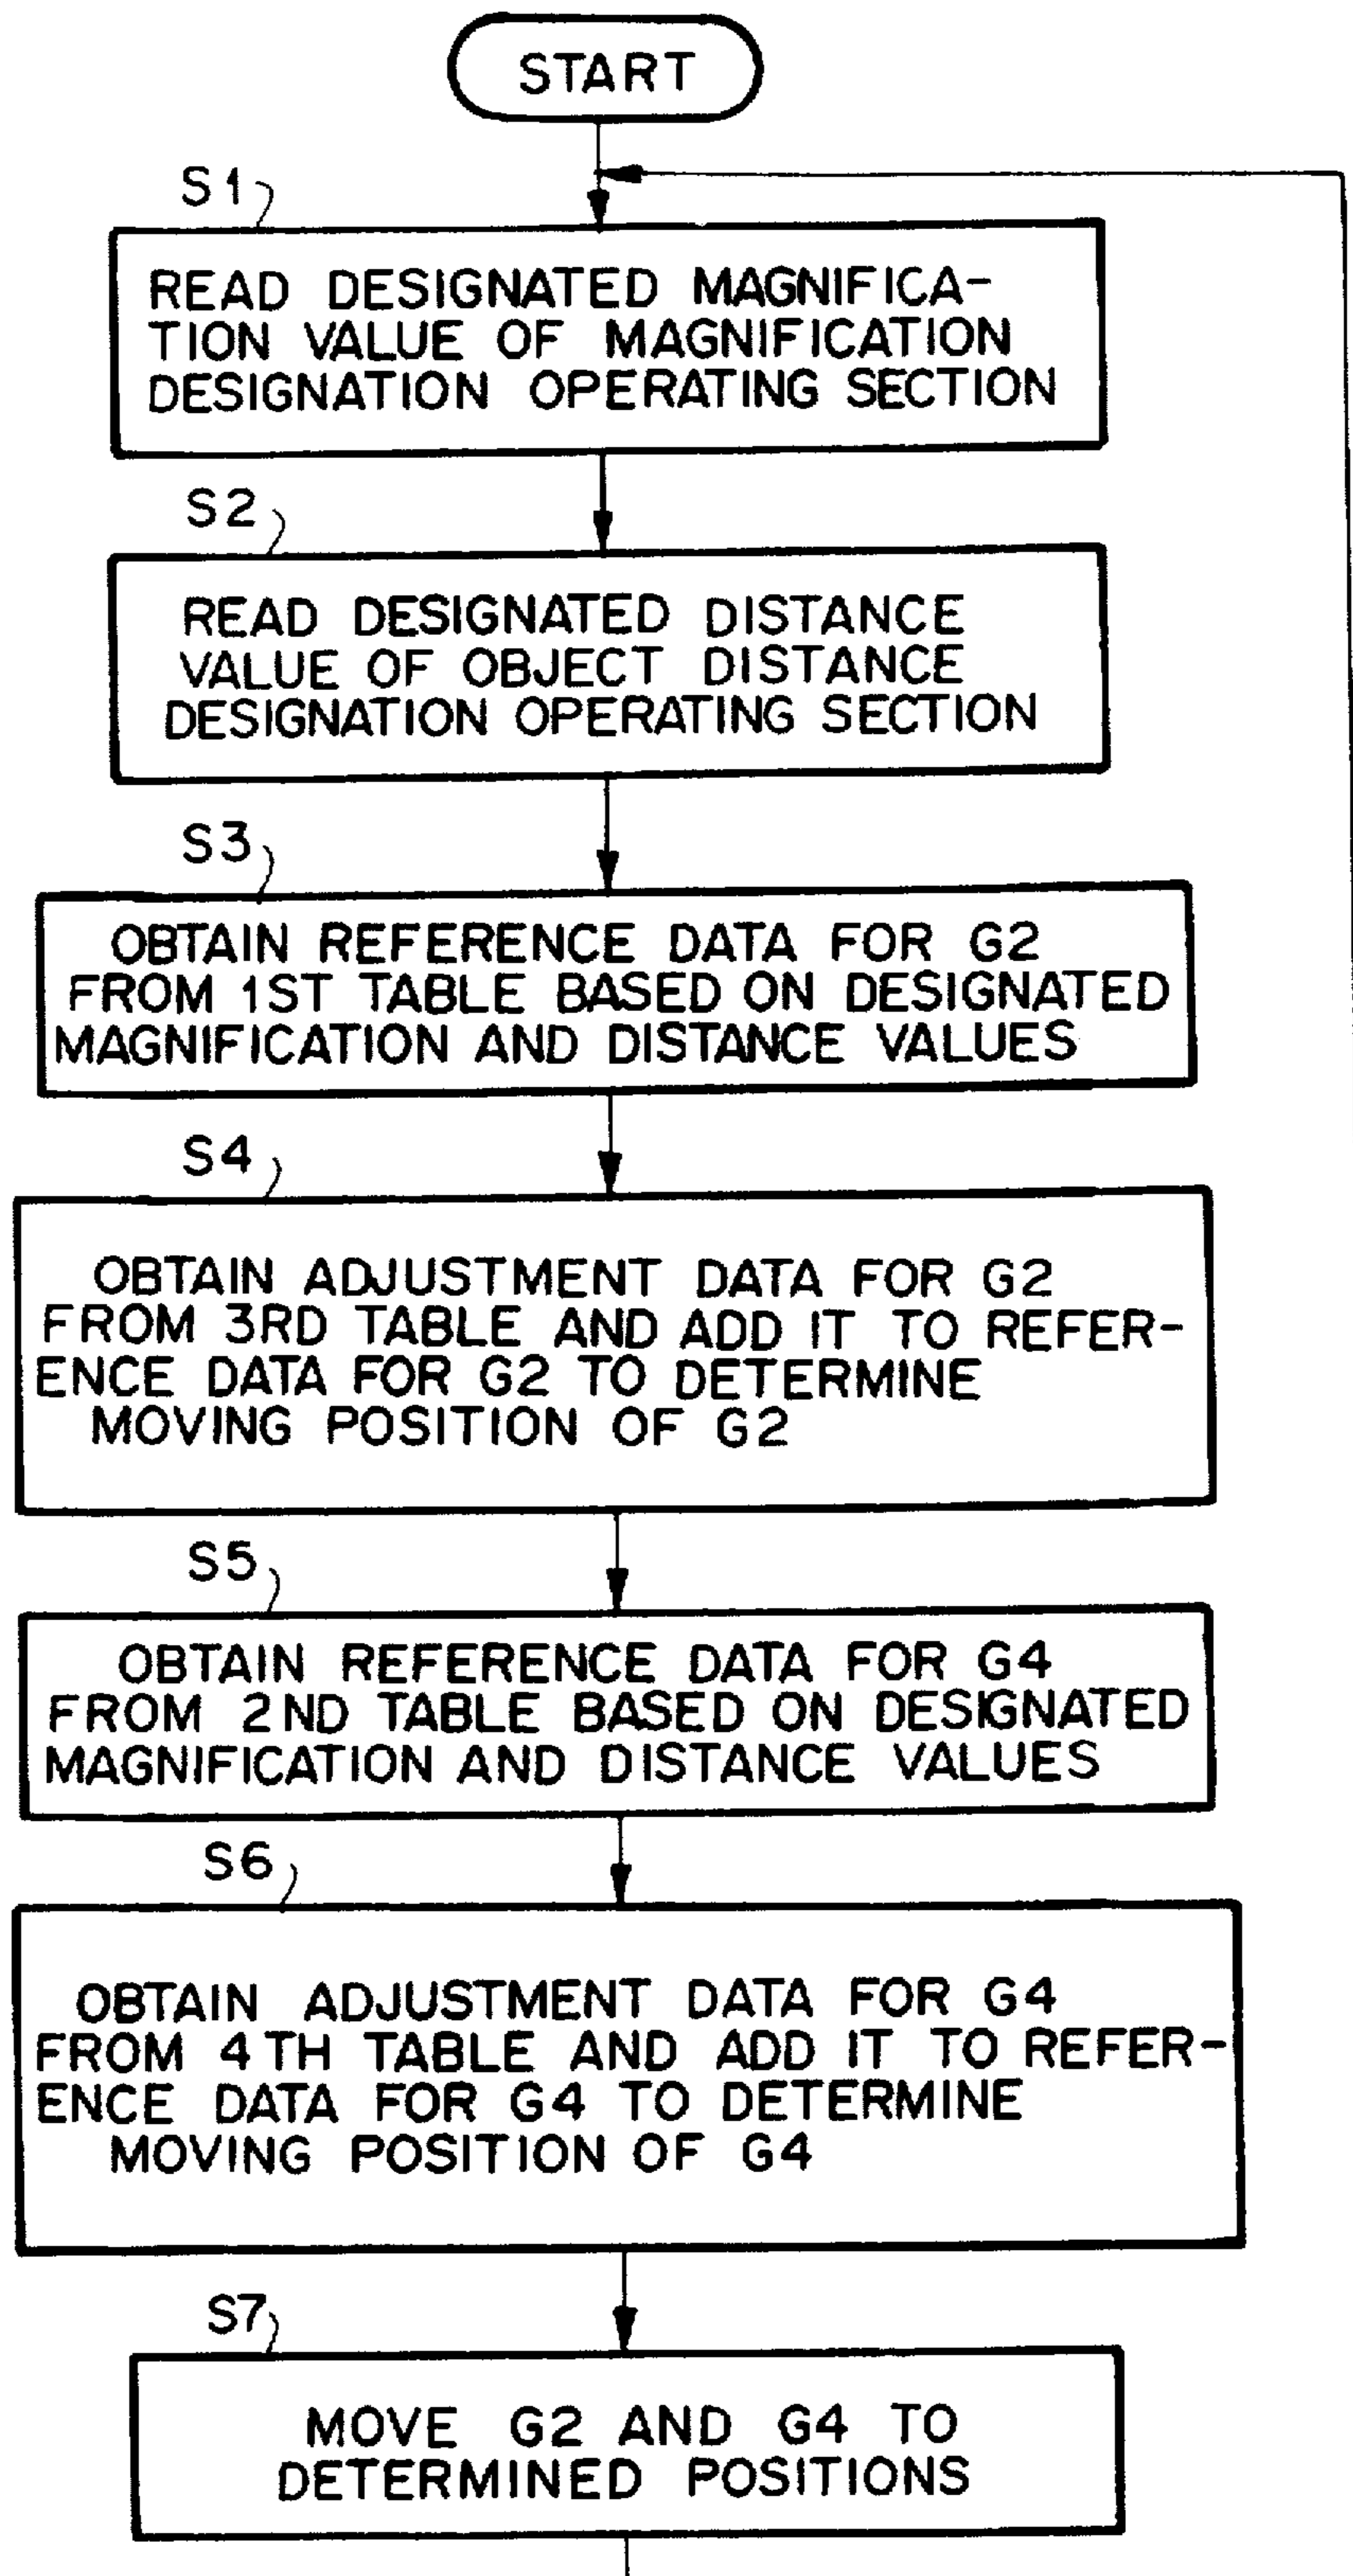 START
S1
READ DESIGNATED MAGNIFICA-
TION VALUE OF MAGNIFICATION
DESIGNATION OPERATING SECTION
S2
READ DESIGNATED DISTANCE
VALUE OF OBJECT DISTANCE
DESIGNATION OPERATING SECTION
S3
OBTAIN REFERENCE DATA FOR G2
FROM 1ST TABLE BASED ON DESIGNATED
MAGNIFICATION AND DISTANCE VALUES
S4
OBTAIN ADJUSTMENT DATA FOR G2
FROM 3RD TABLE AND ADD IT TO REFER-
ENCE DATA FOR G2 TO DETERMINE
MOVING POSITION OF G2
S5
OBTAIN REFERENCE DATA FOR G4
FROM 2ND TABLE BASED ON DESIGNATED
MAGNIFICATION AND DISTANCE VALUES
S6
OBTAIN ADJUSTMENT DATA FOR G4
FROM 4TH TABLE AND ADD IT TO REFER-
ENCE DATA FOR G4 TO DETERMINE
MOVING POSITION OF G4
S7
MOVE G2 AND G4 TO
DETERMINED POSITIONS